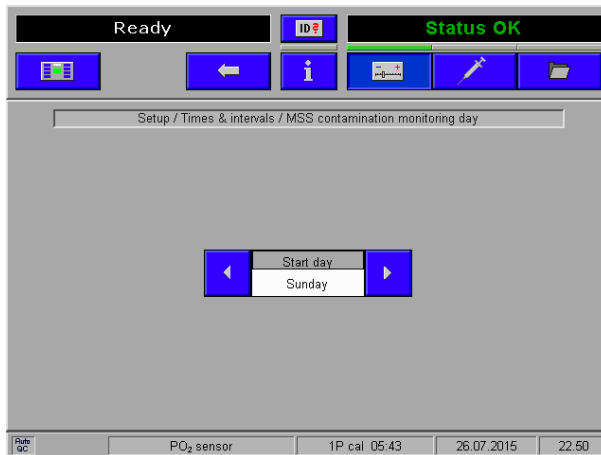 Ready
ID?
Status OK
i
Setup / Times & intervals / MSS contamination monitoring day
Start day
Sunday
Auto
QC
PO₂ sensor
1P cal 05:43
26.07.2015
22.50